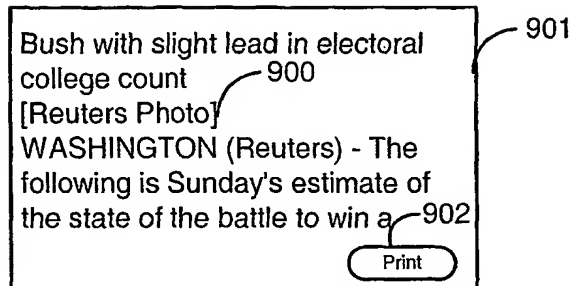 Bush with slight lead in electoral
901
college count
900
[Reuters Photo]
WASHINGTON (Reuters) - The
following is Sunday's estimate of
the state of the battle to win a
902
Print